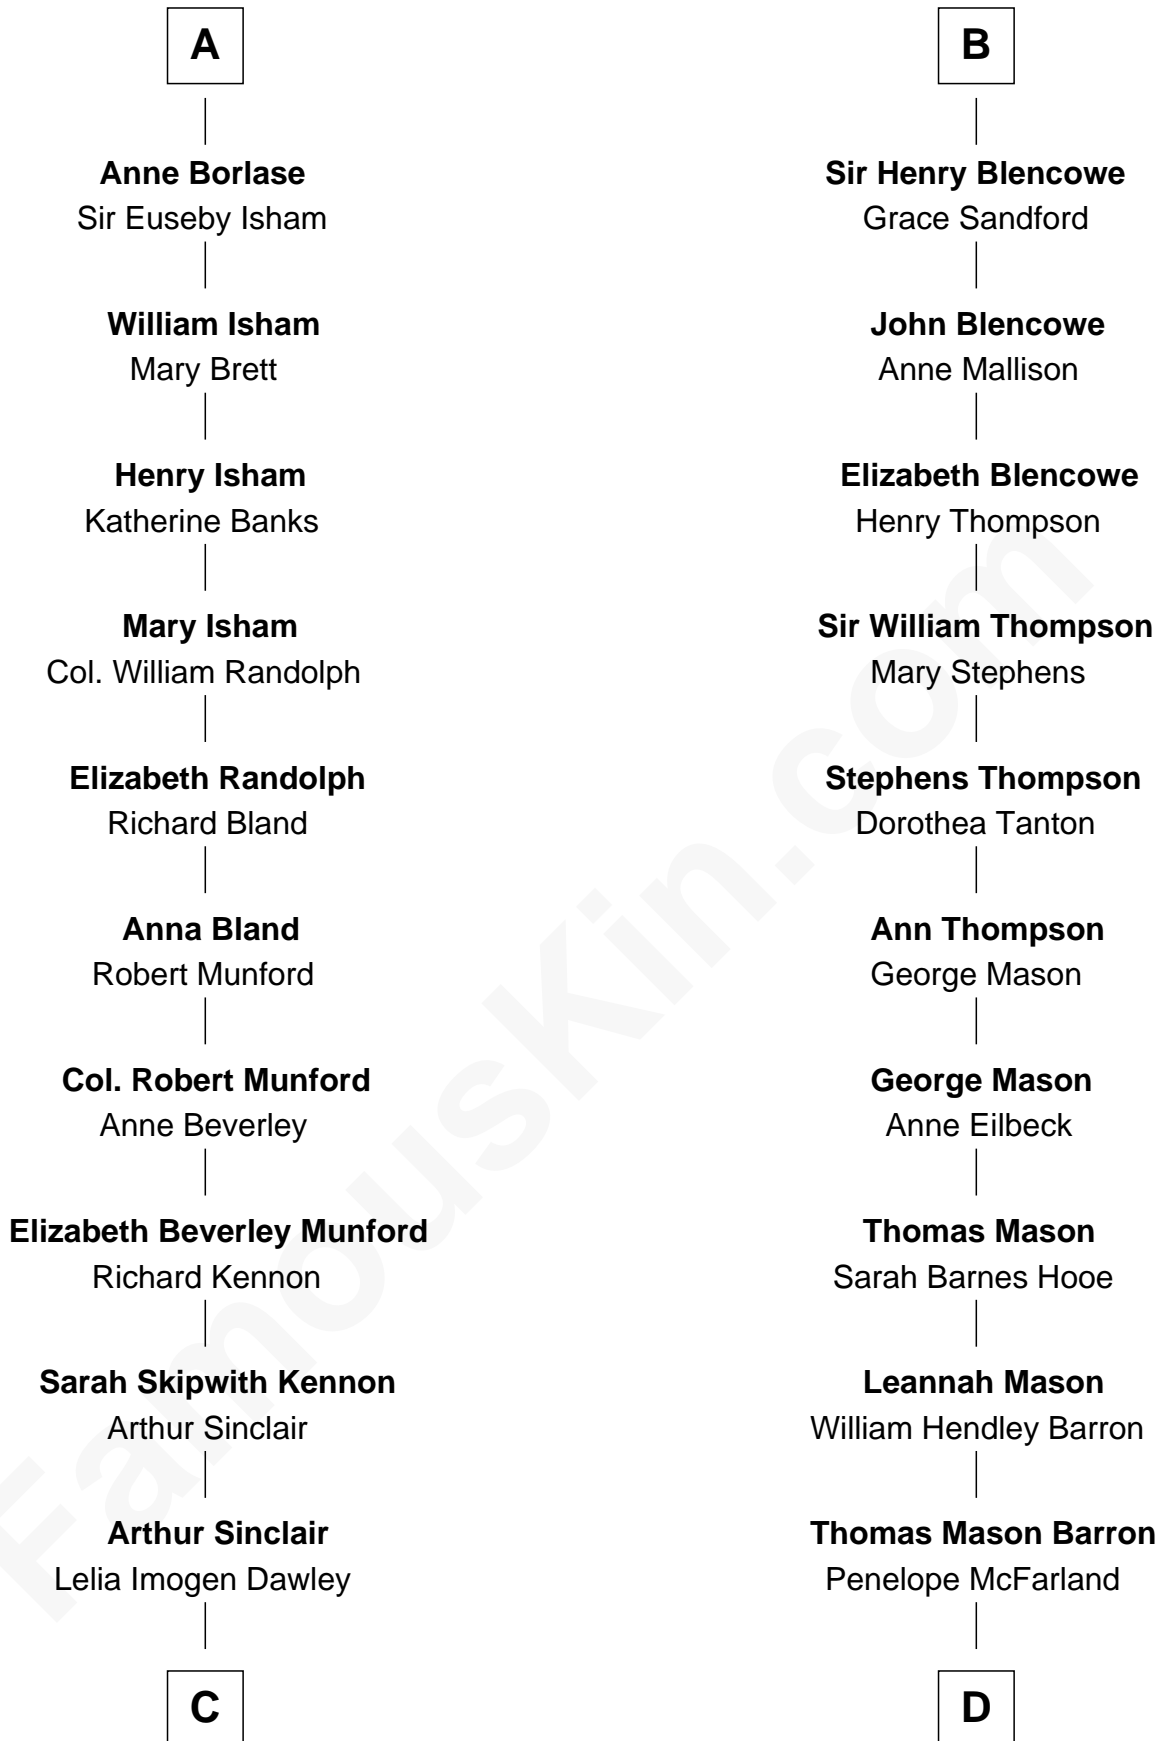 A
Anne Borlase
Sir Euseby Isham
William Isham
Mary Brett
Henry Isham
Katherine Banks
Mary Isham
Col. William Randolph
Elizabeth Randolph
Richard Bland
Anna Bland
Robert Munford
Col. Robert Munford
Anne Beverley
Elizabeth Beverley Munford
Richard Kennon
Sarah Skipwith Kennon
Arthur Sinclair
Arthur Sinclair
Lelia Imogen Dawley
C
B
Sir Henry Blencowe
Grace Sandford
John Blencowe
Anne Mallison
Elizabeth Blencowe
Henry Thompson
Sir William Thompson
Mary Stephens
Stephens Thompson
Dorothea Tanton
Ann Thompson
George Mason
George Mason
Anne Eilbeck
Thomas Mason
Sarah Barnes Hooe
Leannah Mason
William Hendley Barron
Thomas Mason Barron
Penelope McFarland
D
FamousKin.com